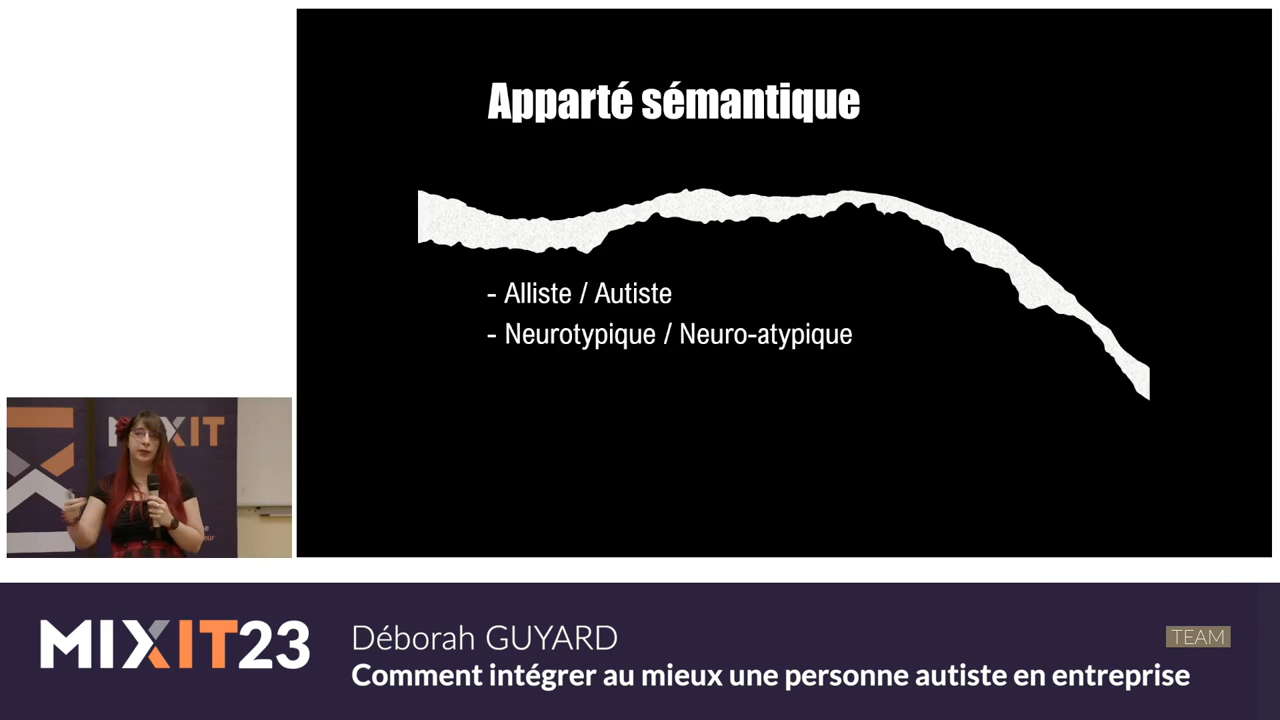 Apparté sémantique
- Alliste / Autiste
- Neurotypique / Neuro-atypique
MIXIT
MIXIT23
Déborah GUYARD
TEAM
Comment intégrer au mieux une personne autiste en entreprise